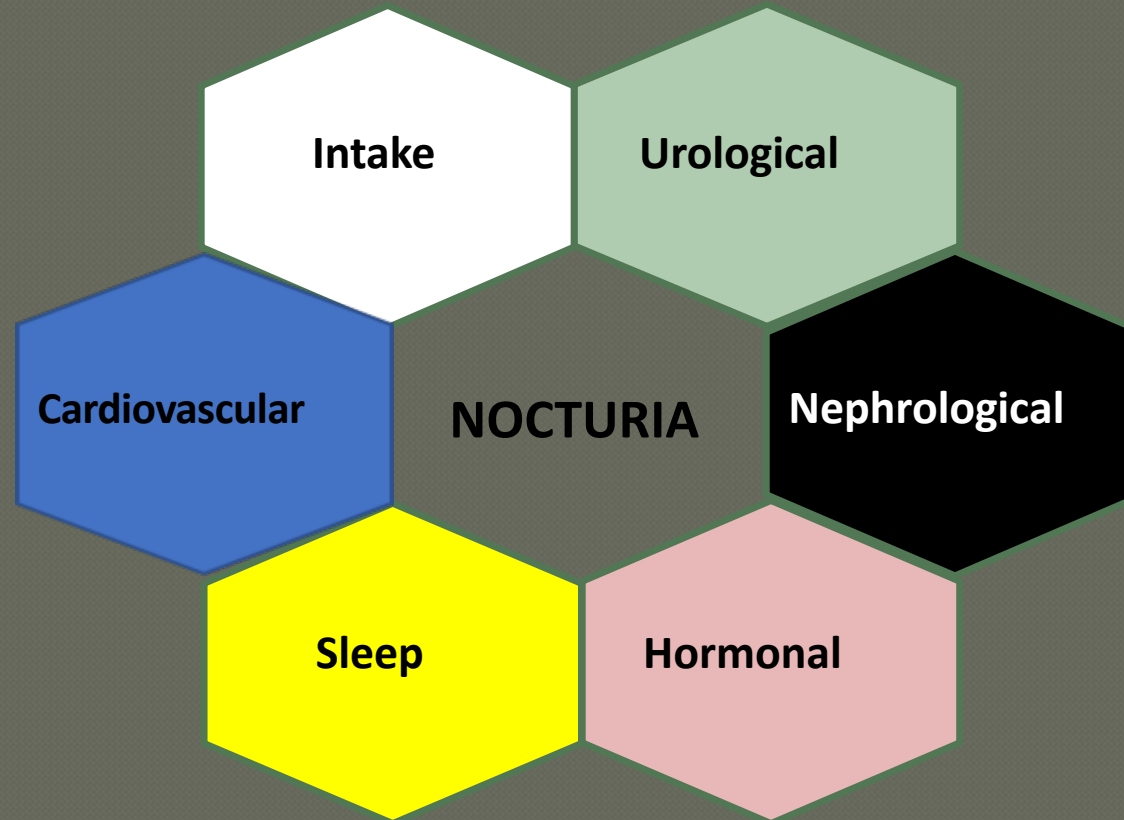 Intake
Urological
Cardiovascular
NOCTURIA
Nephrological
Sleep
Hormonal